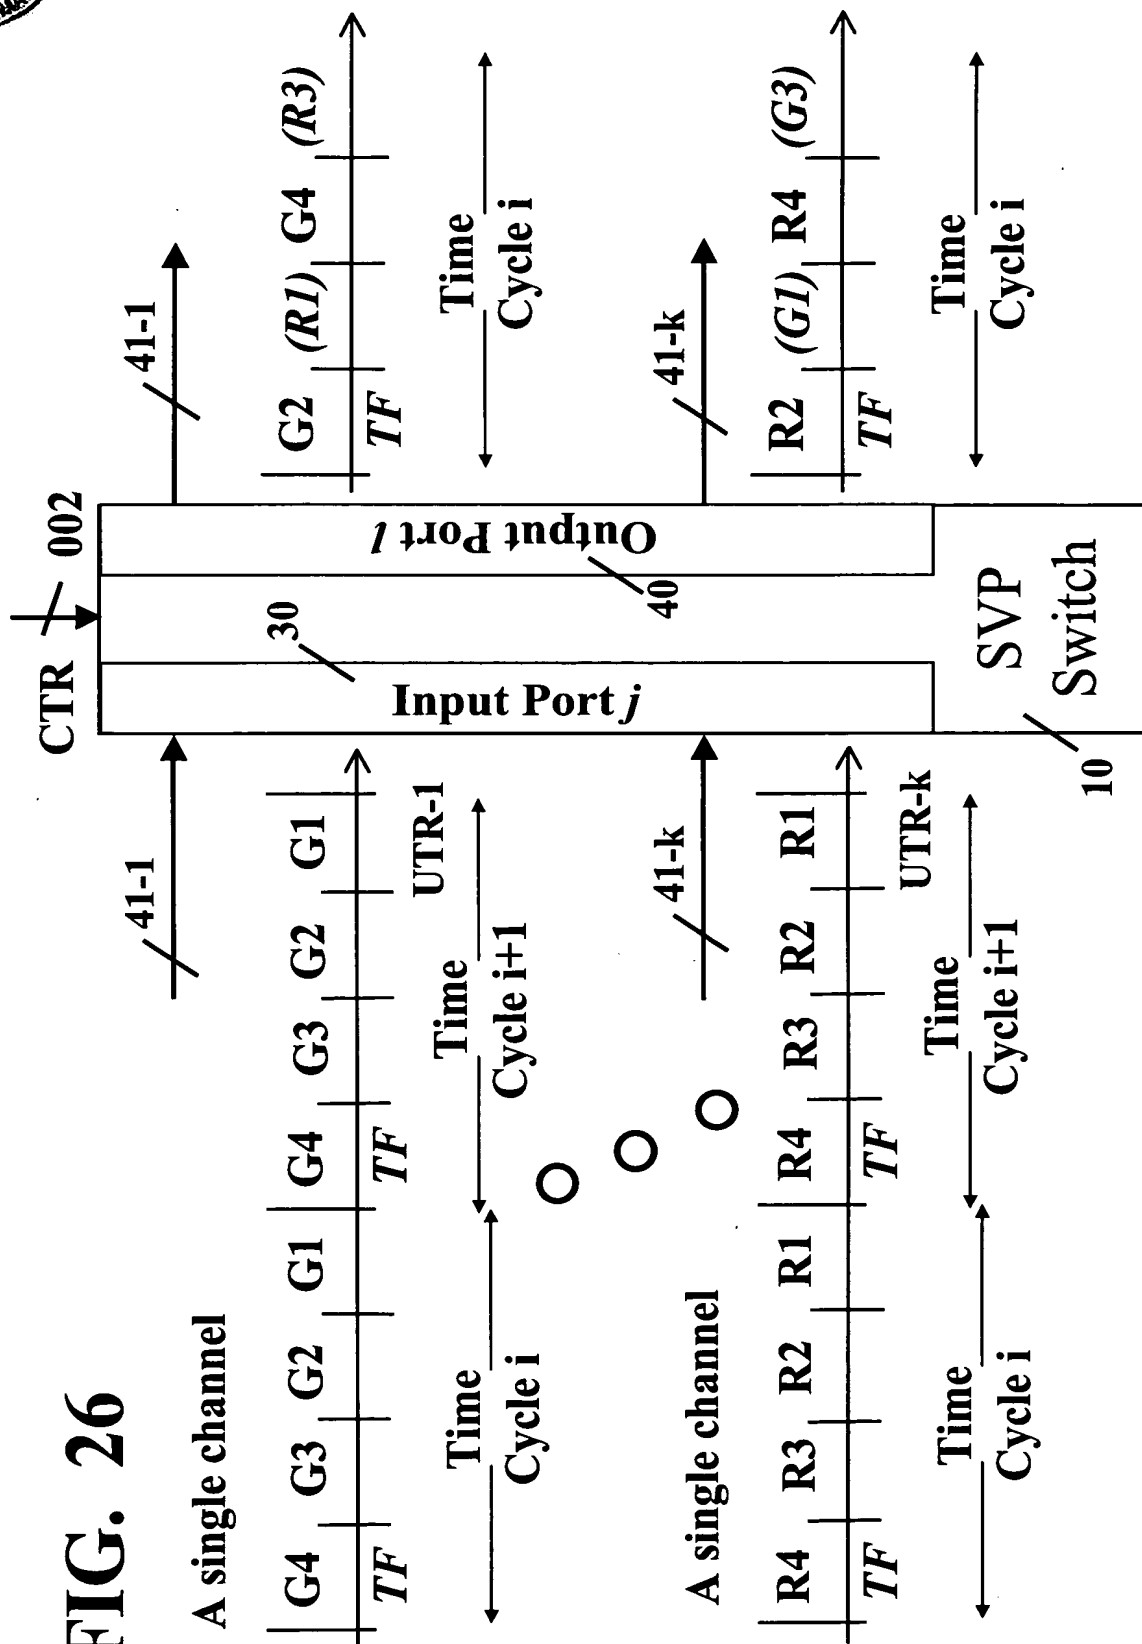 FIG. 26
CTR
002
A single channel
41-1
41-1
G4 G3 G2 G1 G4 G3 G2 G1
TF
TF
UTR-1
Time
Cycle i
Time
Cycle i+1
30
Input Port j
Output Port l
40
G2 (R1) G4 (R3)
TF
Time
Cycle i
A single channel
41-k
41-k
R4 R3 R2 R1 R4 R3 R2 R1
TF
TF
UTR-k
Time
Cycle i
Time
Cycle i+1
R2 (G1) R4 (G3)
TF
Time
Cycle i
SVP
Switch
10